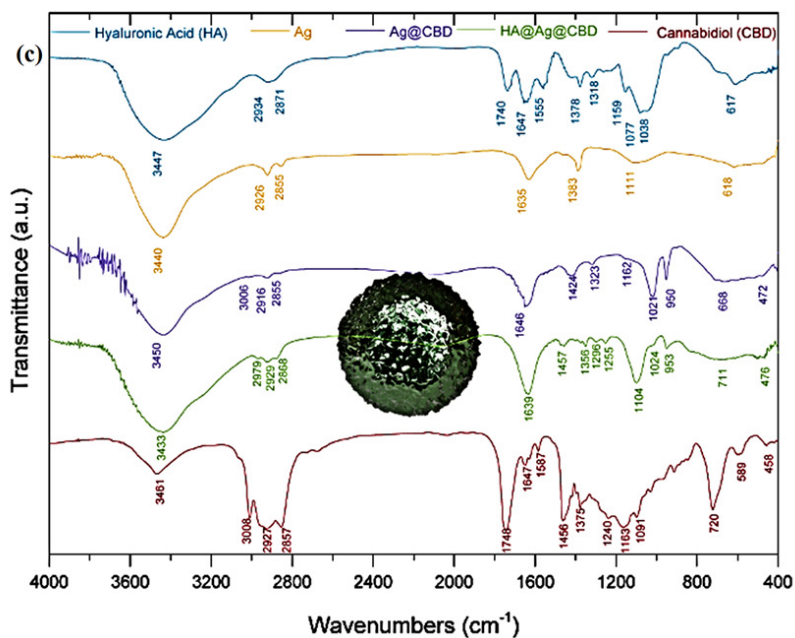 (c)
Hyaluronic Acid (HA) Ag Ag@CBD HA@Ag@CBD Cannabidiol (CBD)
Transmittance (a.u.)
3447 2934 2871 1740 1647 1555 1378 1318 1159 1077 1038 617
3440 2926 2855 1635 1383 1111 618
3450 3006 2916 2855 1646 1424 1323 1162 1021 950 668 472
3433 2979 2929 2868 1639 1457 1356 1296 1255 1104 1024 953 711 476
3461 3008 2927 2857 1748 1647 1587 1456 1375 1240 1163 1091 720 589 458
4000 3600 3200 2800 2400 2000 1600 1200 800 400
Wavenumbers (cm⁻¹)